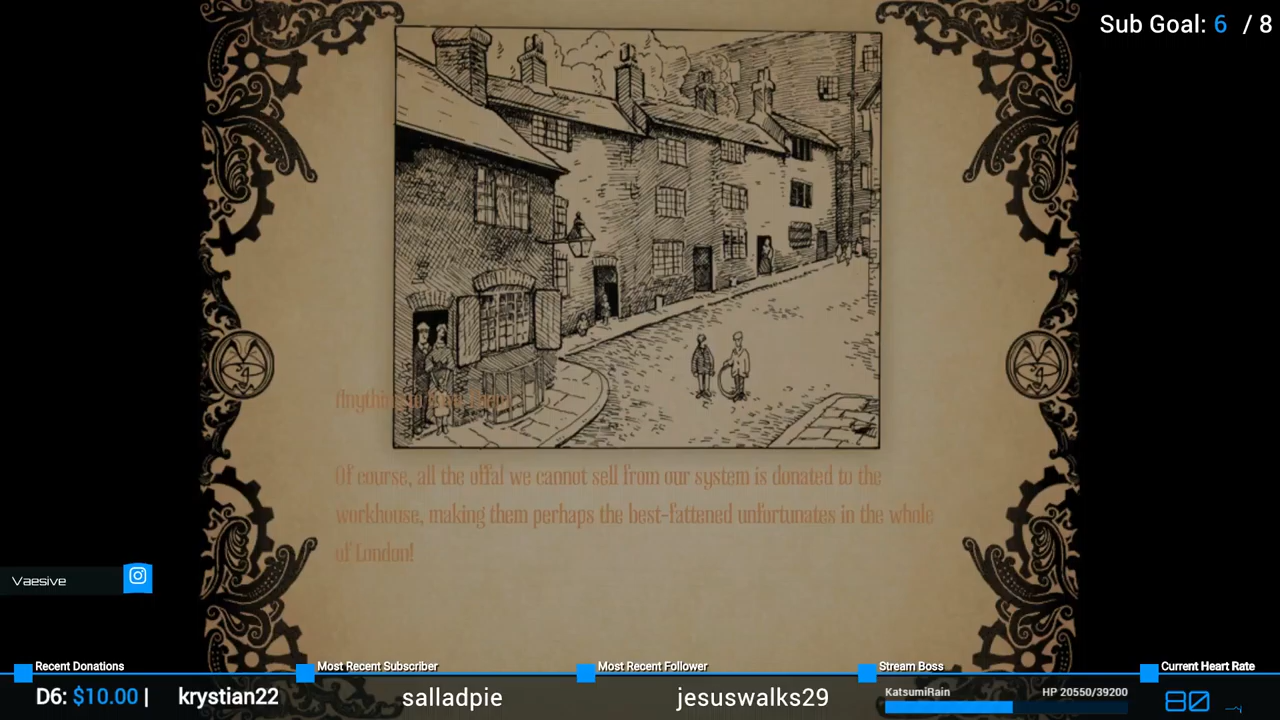 Sub Goal: 6 / 8
Of course, all the offal we cannot sell from our system is donated to the
workhouse, making them perhaps the best-fattened unfortunates in the whole
of London!
Vaesive
Recent Donations
Most Recent Subscriber
Most Recent Follower
Stream Boss
Current Heart Rate
D6: $10.00 | krystian22
salladpie
jesuswalks29
KatsumiRain HP 20550/39200
80